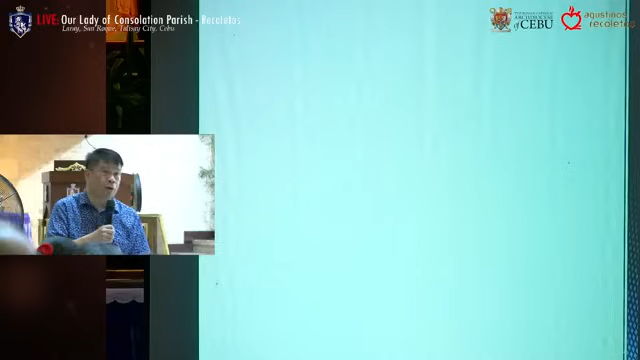 LIVE: Our Lady of Consolation Parish - Recoletos
Laray, San Roque, Talisay City, Cebu
ARCHDIOCESE
of CEBU
agustinos
recoletos